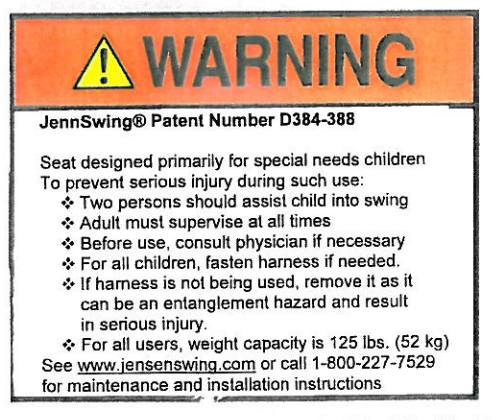 WARNING
JennSwing® Patent Number D384-388
Seat designed primarily for special needs children
To prevent serious injury during such use:
❖ Two persons should assist child into swing
❖ Adult must supervise at all times
❖ Before use, consult physician if necessary
❖ For all children, fasten harness if needed.
❖ If harness is not being used, remove it as it
can be an entanglement hazard and result
in serious injury.
❖ For all users, weight capacity is 125 lbs. (52 kg)
See www.jensenswing.com or call 1-800-227-7529
for maintenance and installation instructions